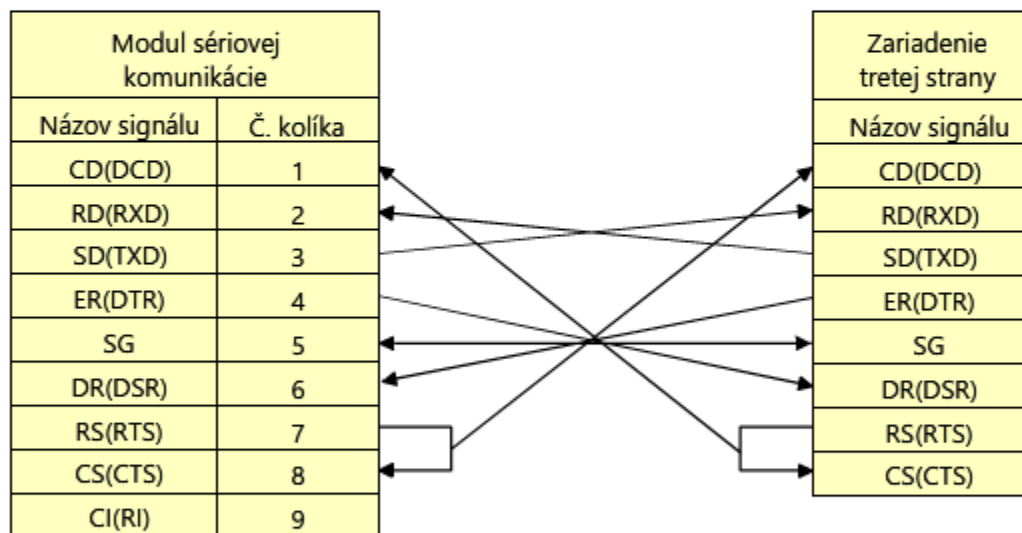 Modul sériovej
komunikácie
Názov signálu Č. kolíka
CD(DCD) 1
RD(RXD) 2
SD(TXD) 3
ER(DTR) 4
SG 5
DR(DSR) 6
RS(RTS) 7
CS(CTS) 8
CI(RI) 9
Zariadenie
tretej strany
Názov signálu
CD(DCD)
RD(RXD)
SD(TXD)
ER(DTR)
SG
DR(DSR)
RS(RTS)
CS(CTS)